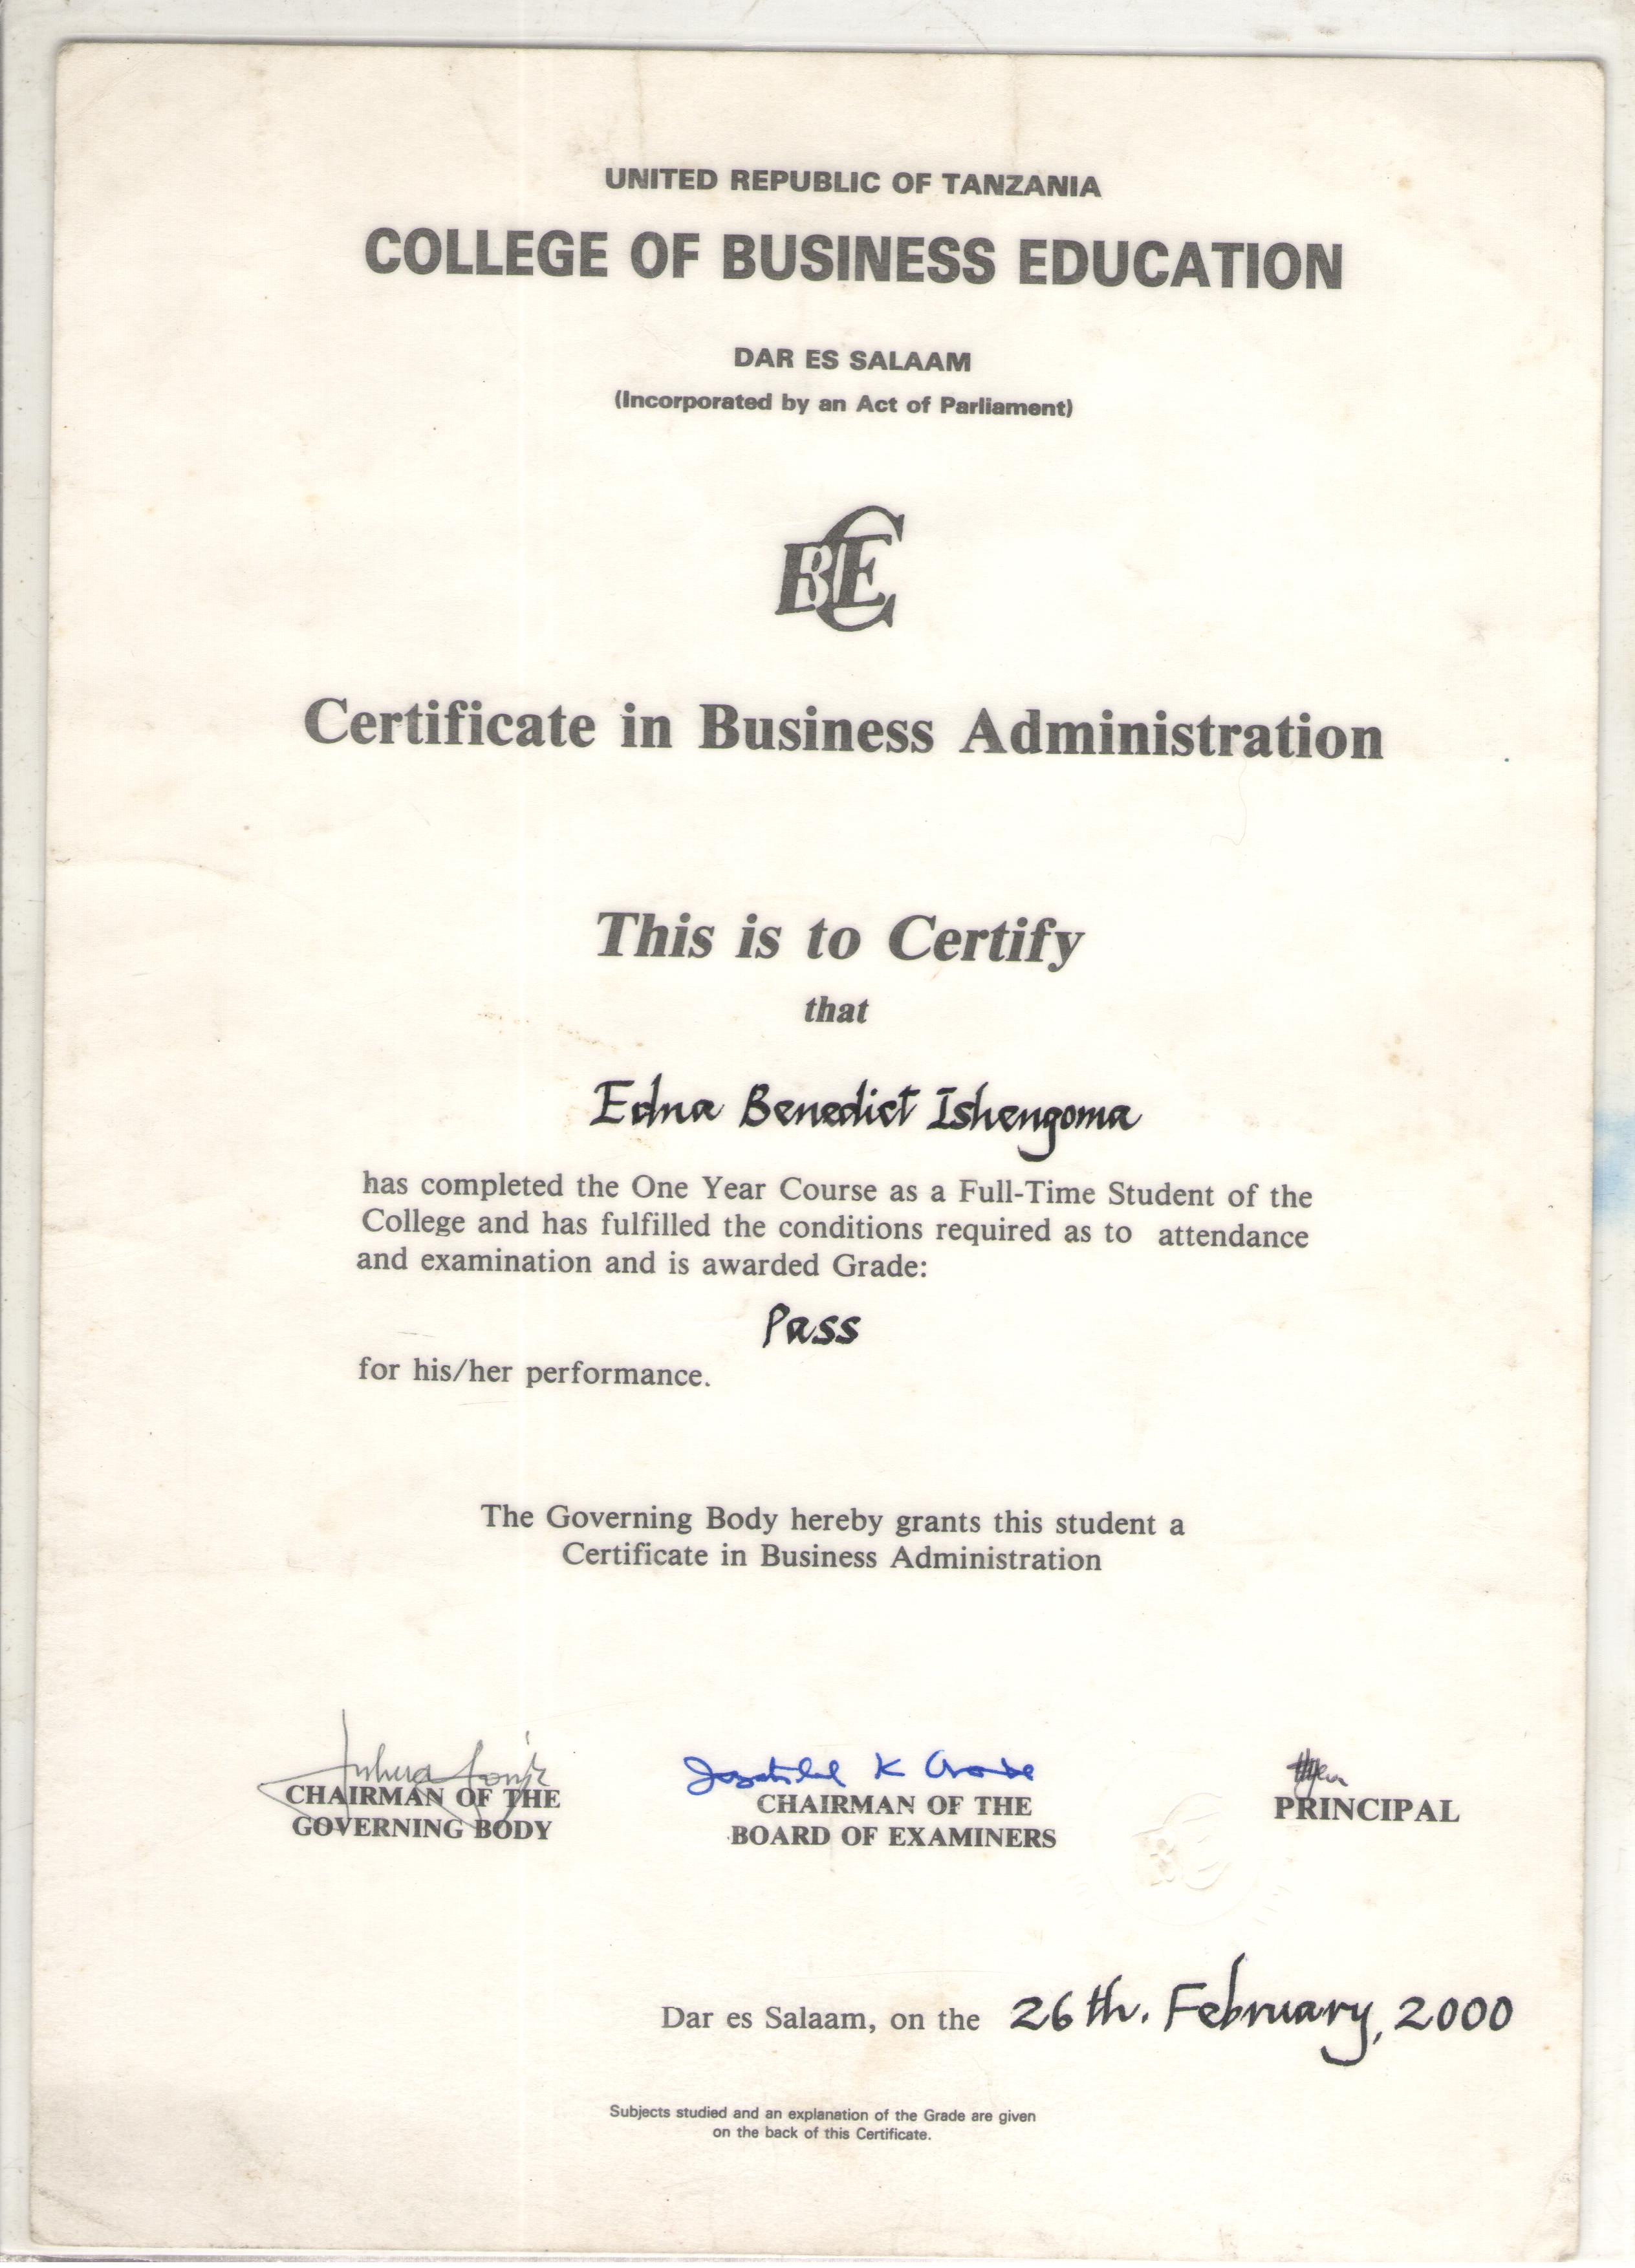 UNITED REPUBLIC OF TANZANIA
COLLEGE OF BUSINESS EDUCATION
DAR ES SALAAM
(Incorporated by an Act of Parliament)
CBE
Certificate in Business Administration
This is to Certify
that
Edna Benedict Ishengoma
has completed the One Year Course as a Full-Time Student of the
College and has fulfilled the conditions required as to attendance
and examination and is awarded Grade:
Pass
for his/her performance.
The Governing Body hereby grants this student a
Certificate in Business Administration
CHAIRMAN OF THE
GOVERNING BODY
CHAIRMAN OF THE
BOARD OF EXAMINERS
PRINCIPAL
Dar es Salaam, on the 26th. February, 2000
Subjects studied and an explanation of the Grade are given
on the back of this Certificate.